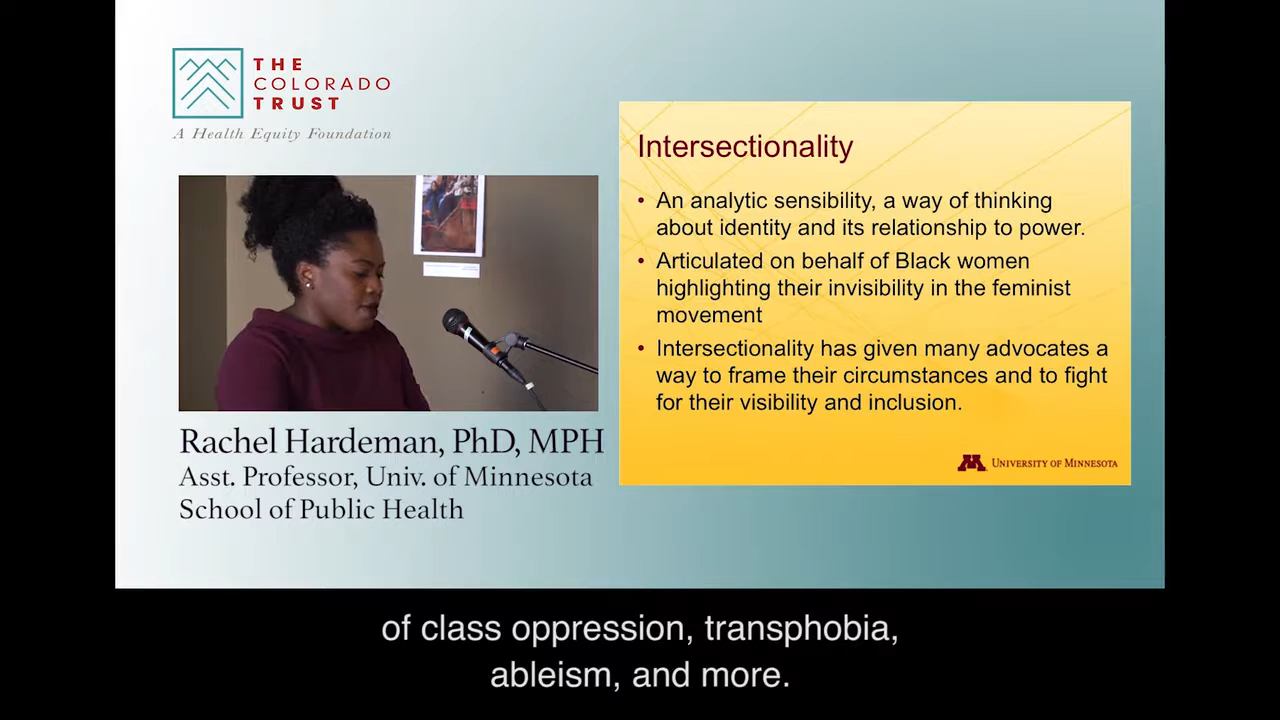 THE
COLORADO
TRUST
A Health Equity Foundation
Rachel Hardeman, PhD, MPH
Asst. Professor, Univ. of Minnesota
School of Public Health
Intersectionality
• An analytic sensibility, a way of thinking
about identity and its relationship to power.
• Articulated on behalf of Black women
highlighting their invisibility in the feminist
movement
• Intersectionality has given many advocates a
way to frame their circumstances and to fight
for their visibility and inclusion.
M UNIVERSITY OF MINNESOTA
of class oppression, transphobia,
ableism, and more.